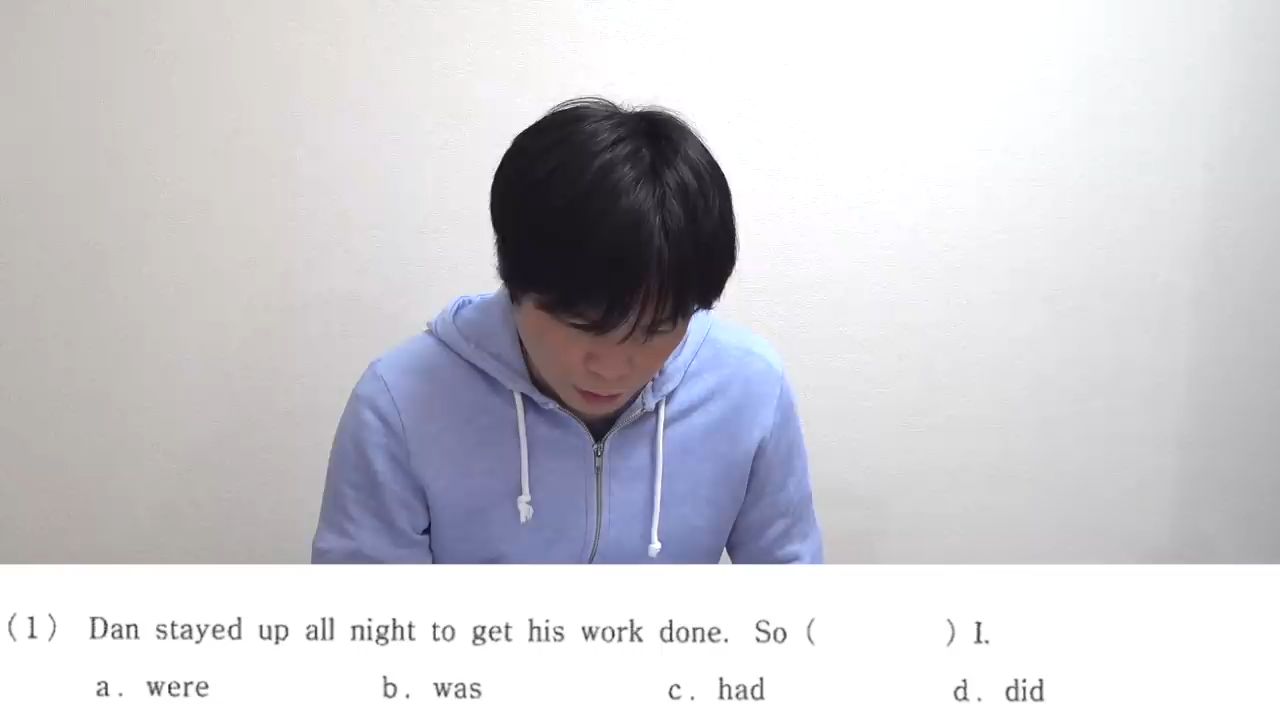 (1) Dan stayed up all night to get his work done. So (          ) I.
a. were b. was c. had d. did